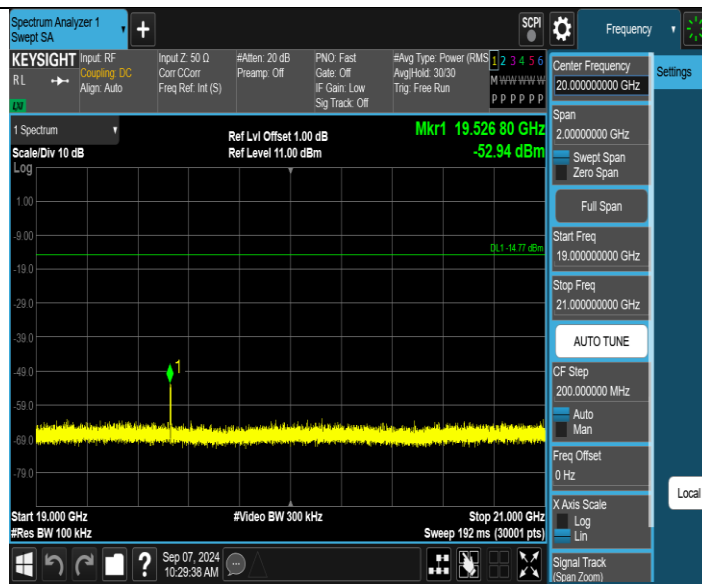 Spectrum Analyzer 1
Swept SA
+
SCPI
Frequency
KEYSIGHT
RL
LXI
Input: RF
Coupling: DC
Align: Auto
Input Z: 50 Ω
Corr CCorr
Freq Ref: Int (S)
#Atten: 20 dB
Preamp: Off
PNO: Fast
Gate: Off
IF Gain: Low
Sig Track: Off
#Avg Type: Power (RMS
Avg|Hold: 30/30
Trig: Free Run
1 2 3 4 5 6
M W W W W W
P P P P P P
Center Frequency
20.000000000 GHz
Settings
1 Spectrum
Scale/Div 10 dB
Log
Ref Lvl Offset 1.00 dB
Ref Level 11.00 dBm
Mkr1 19.526 80 GHz
-52.94 dBm
1.00
-9.00
-19.0
-29.0
-39.0
-49.0
-59.0
-69.0
-79.0
DL1 -14.77 dBm
1
Start 19.000 GHz
#Res BW 100 kHz
#Video BW 300 kHz
Stop 21.000 GHz
Sweep 192 ms (30001 pts)
Span
2.00000000 GHz
Swept Span
Zero Span
Full Span
Start Freq
19.000000000 GHz
Stop Freq
21.000000000 GHz
AUTO TUNE
CF Step
200.000000 MHz
Auto
Man
Freq Offset
0 Hz
X Axis Scale
Log
Lin
Signal Track
(Span Zoom)
Local
?
Sep 07, 2024
10:29:38 AM